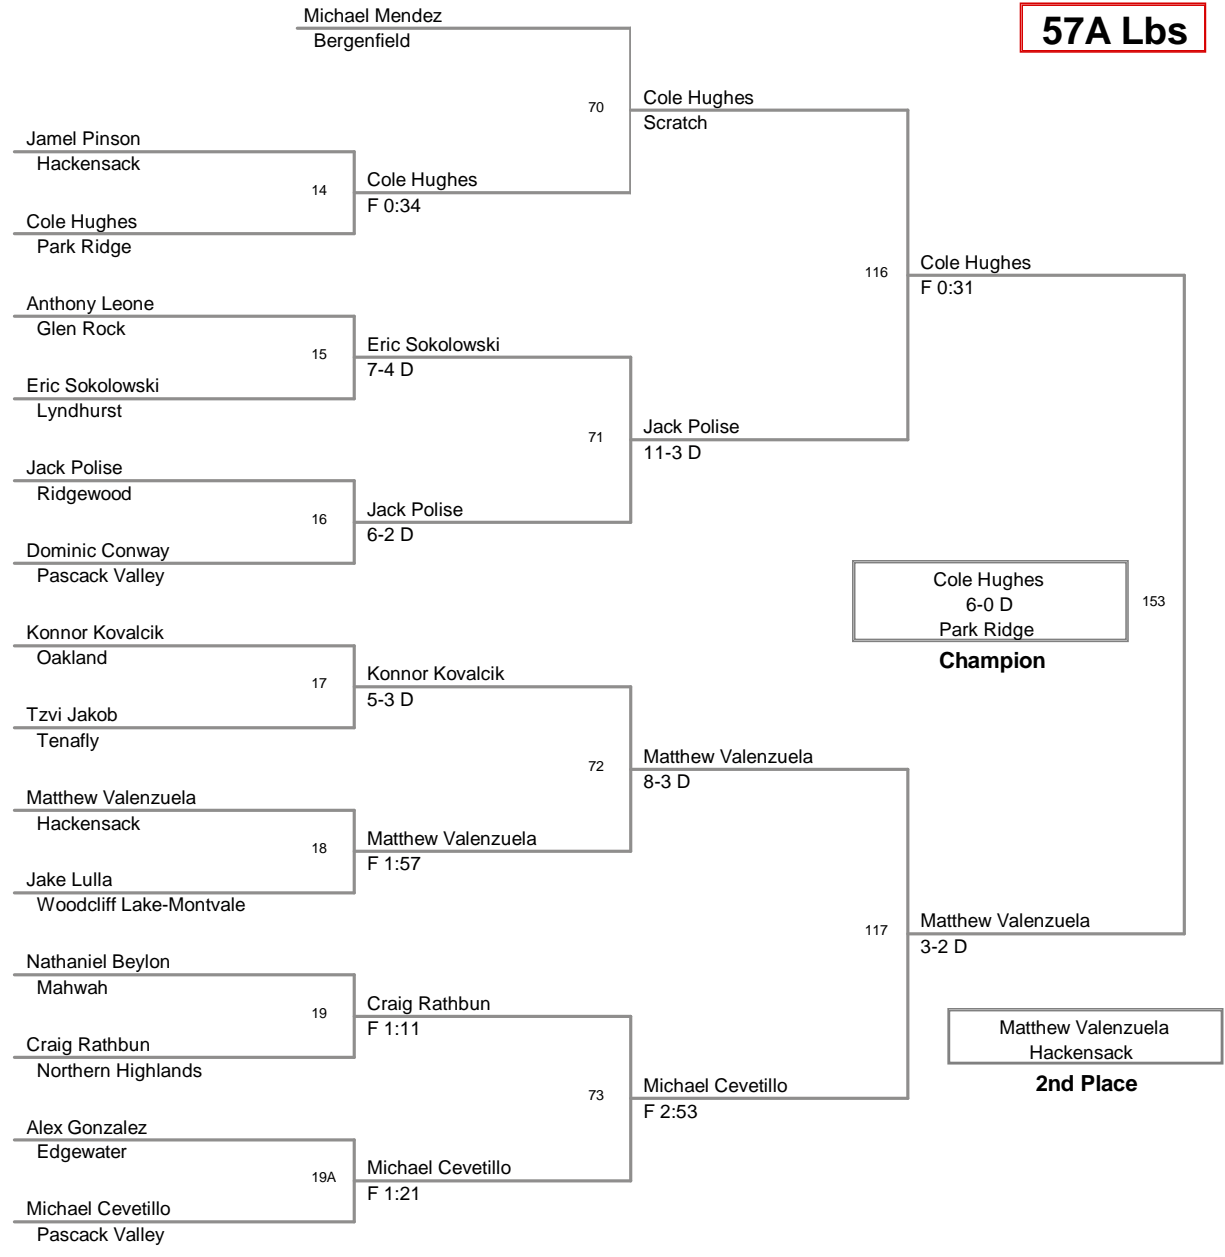 Michael Mendez
Bergenfield
57A Lbs
70
Cole Hughes
Scratch
Jamel Pinson
Hackensack
14
Cole Hughes
F 0:34
Cole Hughes
Park Ridge
116
Cole Hughes
F 0:31
Anthony Leone
Glen Rock
15
Eric Sokolowski
7-4 D
Eric Sokolowski
Lyndhurst
71
Jack Polise
11-3 D
Jack Polise
Ridgewood
16
Jack Polise
6-2 D
Dominic Conway
Pascack Valley
Cole Hughes
6-0 D
Park Ridge
153
Champion
Konnor Kovalcik
Oakland
17
Konnor Kovalcik
5-3 D
Tzvi Jakob
Tenafly
72
Matthew Valenzuela
8-3 D
Matthew Valenzuela
Hackensack
18
Matthew Valenzuela
F 1:57
Jake Lulla
Woodcliff Lake-Montvale
117
Matthew Valenzuela
3-2 D
Nathaniel Beylon
Mahwah
19
Craig Rathbun
F 1:11
Craig Rathbun
Northern Highlands
Matthew Valenzuela
Hackensack
2nd Place
73
Michael Cevetillo
F 2:53
Alex Gonzalez
Edgewater
19A
Michael Cevetillo
F 1:21
Michael Cevetillo
Pascack Valley